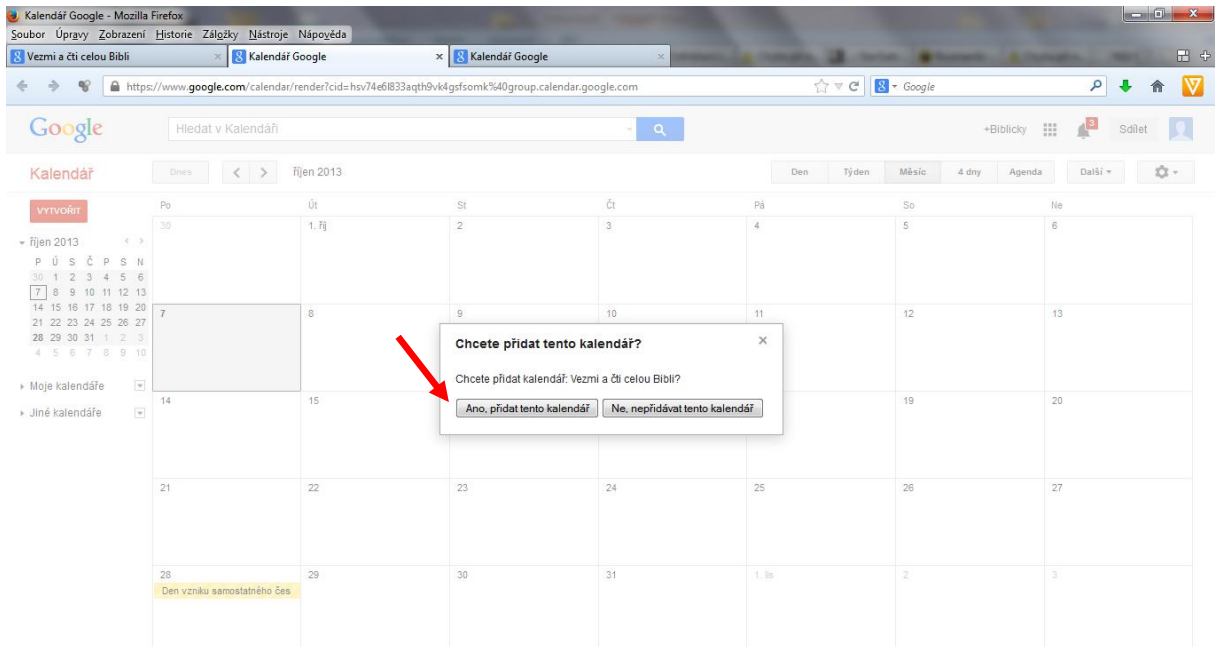 Kalendář Google - Mozilla Firefox
Soubor Úpravy Zobrazení Historie Záložky Nástroje Nápověda
Vezmi a čti celou Bibli × Kalendář Google × Kalendář Google ×
https://www.google.com/calendar/render?cid=hsv74e6l833aqth9vk4gsfsomk%40group.calendar.google.com Google
Google Hledat v Kalendáři +Biblicky 3 Sdílet
Kalendář Dnes říjen 2013 Den Týden Měsíc 4 dny Agenda Další
VYTVOŘIT
Po Út St Čt Pá So Ne
30 1. říj 2 3 4 5 6
říjen 2013
P Ú S Č P S N
30 1 2 3 4 5 6
7 8 9 10 11 12 13
14 15 16 17 18 19 20
21 22 23 24 25 26 27
28 29 30 31 1 2 3
4 5 6 7 8 9 10
Moje kalendáře
Jiné kalendáře
7 8 9 10 11 12 13
Chcete přidat tento kalendář? ×
Chcete přidat kalendář: Vezmi a čti celou Bibli?
Ano, přidat tento kalendář Ne, nepřidávat tento kalendář
14 15 19 20
21 22 23 24 25 26 27
28 29 30 31 1. lis 2 3
Den vzniku samostatného čes